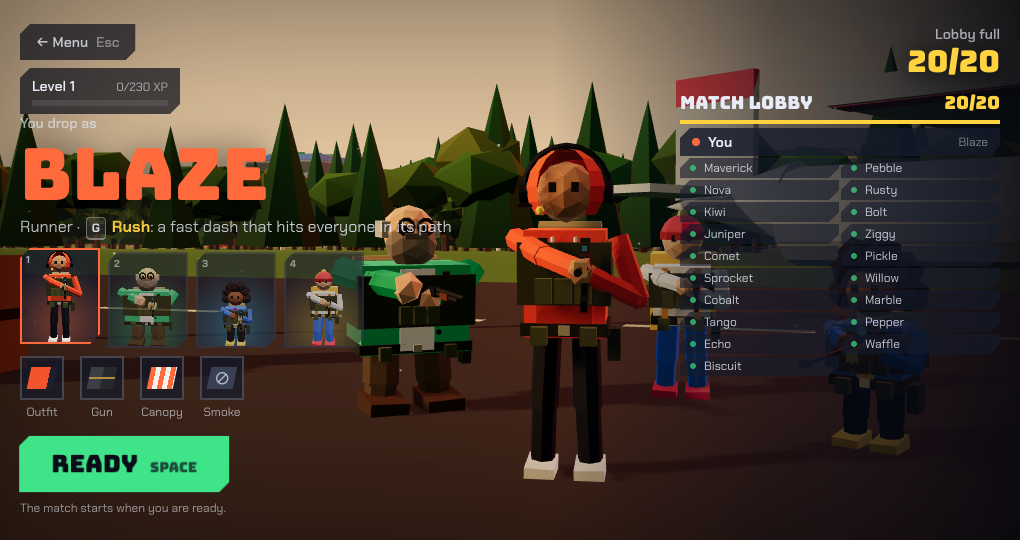 ← Menu Esc
Level 1 0/230 XP
You drop as
BLAZE
Runner · G Rush: a fast dash that hits everyone in its path
1 2 3 4
Outfit Gun Canopy Smoke
READY SPACE
The match starts when you are ready.
Lobby full
20/20
MATCH LOBBY 20/20
You Blaze
Maverick Pebble
Nova Rusty
Kiwi Bolt
Juniper Ziggy
Comet Pickle
Sprocket Willow
Cobalt Marble
Tango Pepper
Echo Waffle
Biscuit